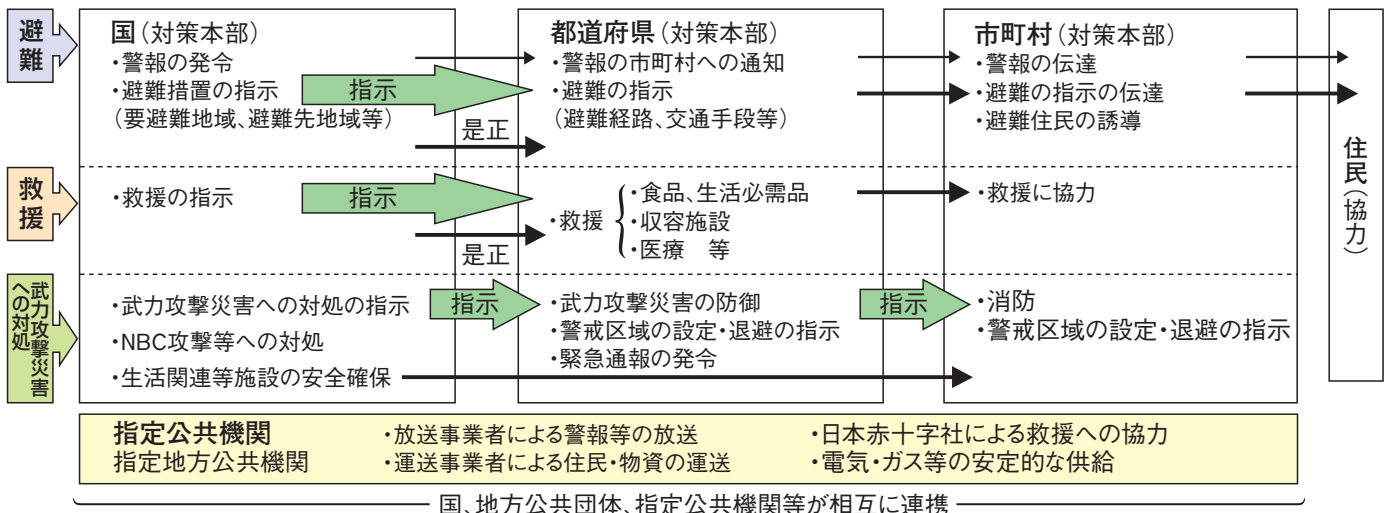 避難
国(対策本部)
・警報の発令
・避難措置の指示
(要避難地域、避難先地域等)
指示
是正
都道府県(対策本部)
・警報の市町村への通知
・避難の指示
(避難経路、交通手段等)
市町村(対策本部)
・警報の伝達
・避難の指示の伝達
・避難住民の誘導
救援
・救援の指示
指示
是正
・救援
・食品、生活必需品
・収容施設
・医療 等
・救援に協力
武力攻撃災害
への対処
・武力攻撃災害への対処の指示
・NBC攻撃等への対処
・生活関連等施設の安全確保
指示
・武力攻撃災害の防御
・警戒区域の設定・退避の指示
・緊急通報の発令
指示
・消防
・警戒区域の設定・退避の指示
住民(協力)
指定公共機関
指定地方公共機関
・放送事業者による警報等の放送
・運送事業者による住民・物資の運送
・日本赤十字社による救援への協力
・電気・ガス等の安定的な供給
国、地方公共団体、指定公共機関等が相互に連携